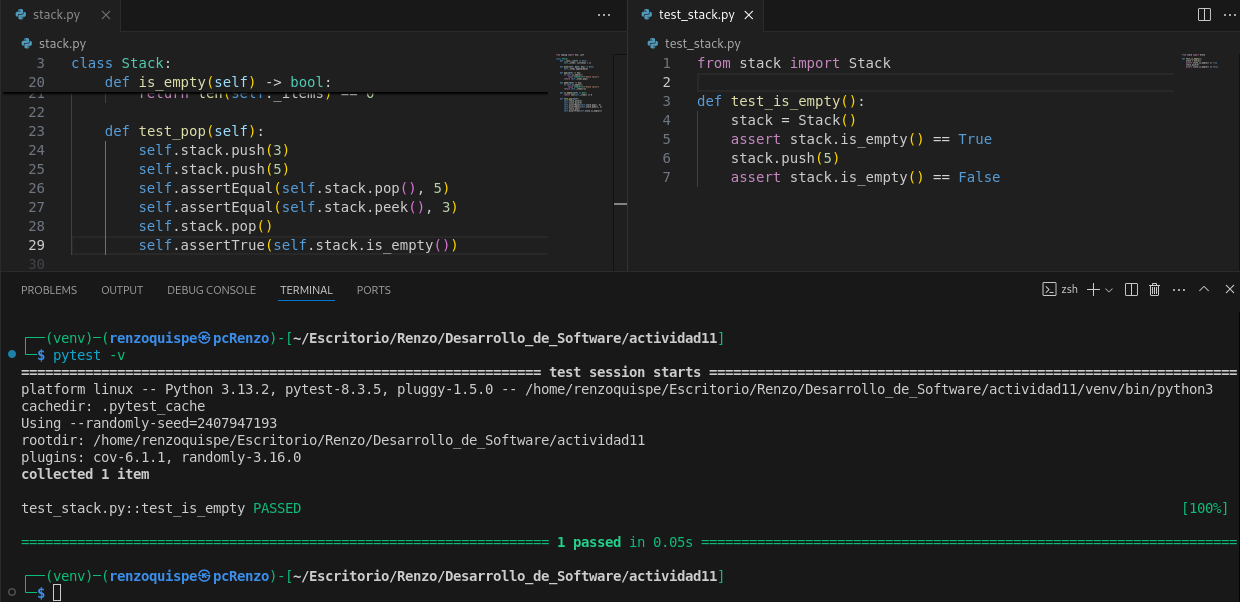 stack.py
test_stack.py
stack.py
3 class Stack:
20 def is_empty(self) -> bool:
21 return len(self._items) == 0
22
23 def test_pop(self):
24 self.stack.push(3)
25 self.stack.push(5)
26 self.assertEqual(self.stack.pop(), 5)
27 self.assertEqual(self.stack.peek(), 3)
28 self.stack.pop()
29 self.assertTrue(self.stack.is_empty())
30
test_stack.py
1 from stack import Stack
2
3 def test_is_empty():
4 stack = Stack()
5 assert stack.is_empty() == True
6 stack.push(5)
7 assert stack.is_empty() == False
PROBLEMS OUTPUT DEBUG CONSOLE TERMINAL PORTS
zsh
┌──(venv)─(renzoquispe㉿pcRenzo)-[~/Escritorio/Renzo/Desarrollo_de_Software/actividad11]
└─$ pytest -v
================================================================= test session starts ==================================================================
platform linux -- Python 3.13.2, pytest-8.3.5, pluggy-1.5.0 -- /home/renzoquispe/Escritorio/Renzo/Desarrollo_de_Software/actividad11/venv/bin/python3
cachedir: .pytest_cache
Using --randomly-seed=2407947193
rootdir: /home/renzoquispe/Escritorio/Renzo/Desarrollo_de_Software/actividad11
plugins: cov-6.1.1, randomly-3.16.0
collected 1 item
test_stack.py::test_is_empty PASSED [100%]
================================================================== 1 passed in 0.05s ===================================================================
┌──(venv)─(renzoquispe㉿pcRenzo)-[~/Escritorio/Renzo/Desarrollo_de_Software/actividad11]
└─$